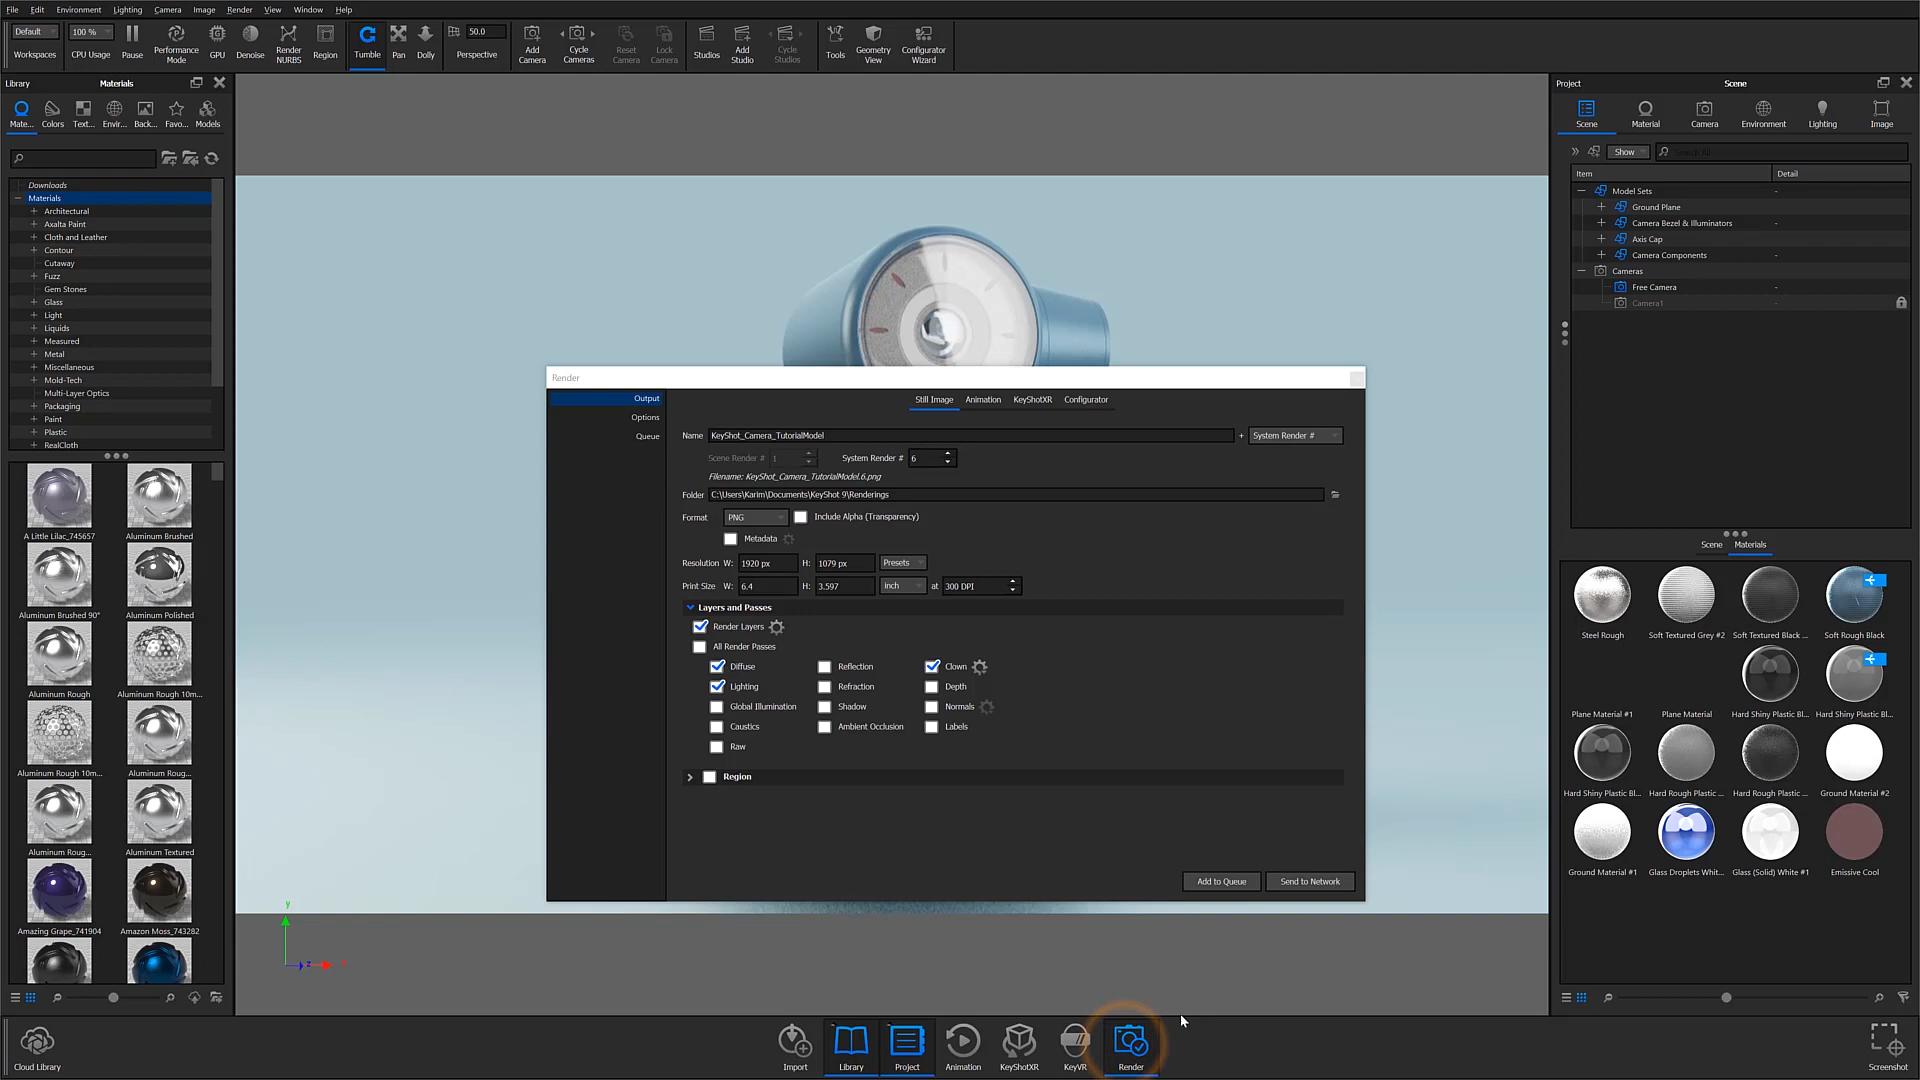 File Edit Environment Lighting Camera Image Render View Window Help
Default 100 % 50.0
Workspaces CPU Usage Pause Performance Mode GPU Denoise Render NURBS Region Tumble Pan Dolly Perspective Add Camera Cycle Cameras Reset Camera Lock Camera Studios Add Studio Cycle Studios Tools Geometry View Configurator Wizard
Library Materials
Mate... Colors Text... Envir... Back... Favo... Models
Downloads
Materials
Architectural
Axalta Paint
Cloth and Leather
Contour
Cutaway
Fuzz
Gem Stones
Glass
Light
Liquids
Measured
Metal
Miscellaneous
Mold-Tech
Multi-Layer Optics
Packaging
Paint
Plastic
RealCloth
A Little Lilac_745657 Aluminum Brushed
Aluminum Brushed 90° Aluminum Polished
Aluminum Rough Aluminum Rough 10m...
Aluminum Rough 10m... Aluminum Roug...
Aluminum Roug... Aluminum Textured
Amazing Grape_741904 Amazon Moss_743282
y
z
Render
Output
Options
Queue
Still Image Animation KeyShotXR Configurator
Name KeyShot_Camera_TutorialModel + System Render #
Scene Render # 1 System Render # 6
Filename: KeyShot_Camera_TutorialModel.6.png
Folder C:\Users\Karim\Documents\KeyShot 9\Renderings
Format PNG Include Alpha (Transparency)
Metadata
Resolution W: 1920 px H: 1079 px Presets
Print Size W: 6.4 H: 3.597 inch at 300 DPI
Layers and Passes
Render Layers
All Render Passes
Diffuse Reflection Clown
Lighting Refraction Depth
Global Illumination Shadow Normals
Caustics Ambient Occlusion Labels
Raw
Region
Add to Queue Send to Network
Project Scene
Scene Material Camera Environment Lighting Image
Show
Item Detail
Model Sets -
Ground Plane
Camera Bezel & Illuminators -
Axis Cap -
Camera Components -
Cameras
Free Camera -
Camera1 -
Scene Materials
Steel Rough Soft Textured Grey #2 Soft Textured Black ... Soft Rough Black
Plane Material #1 Plane Material Hard Shiny Plastic Bl... Hard Shiny Plastic Bl...
Hard Shiny Plastic Bl... Hard Rough Plastic ... Hard Rough Plastic ... Ground Material #2
Ground Material #1 Glass Droplets Whit... Glass (Solid) White #1 Emissive Cool
Cloud Library Import Library Project Animation KeyShotXR KeyVR Render Screenshot